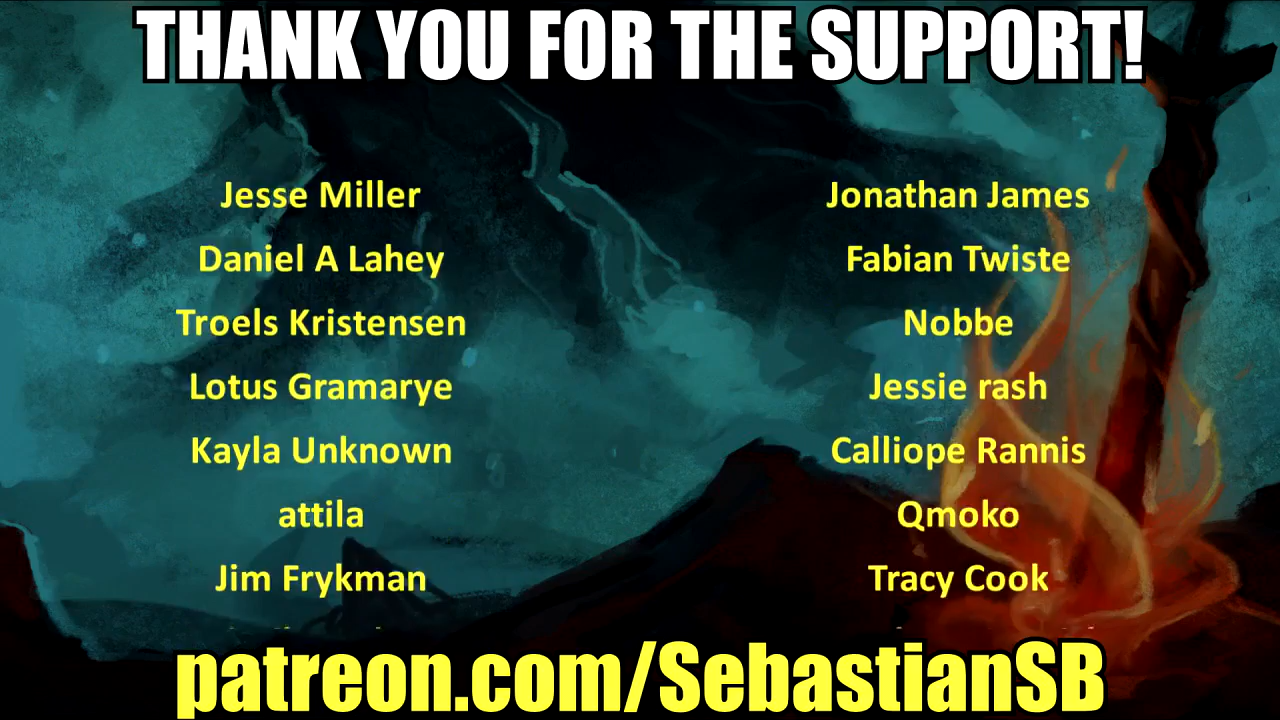 THANK YOU FOR THE SUPPORT!
Jesse Miller
Daniel A Lahey
Troels Kristensen
Lotus Gramarye
Kayla Unknown
attila
Jim Frykman
Jonathan James
Fabian Twiste
Nobbe
Jessie rash
Calliope Rannis
Qmoko
Tracy Cook
patreon.com/SebastianSB